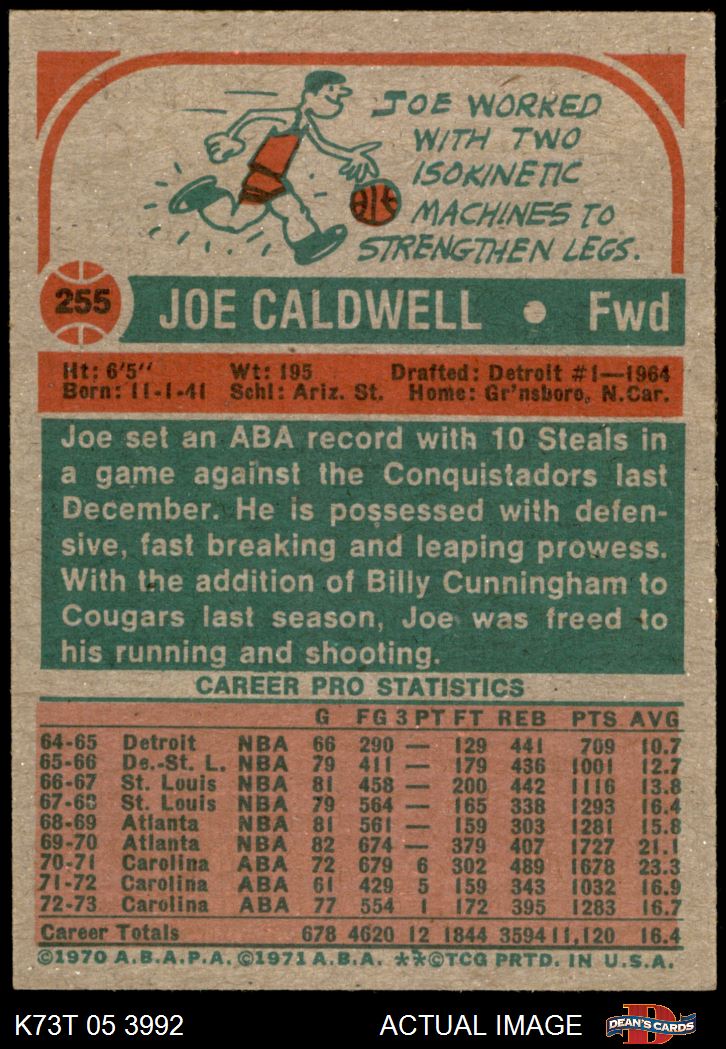 JOE WORKED
WITH TWO
ISOKINETIC
MACHINES TO
STRENGTHEN LEGS.
255 JOE CALDWELL • Fwd
Ht: 6'5" Wt: 195 Drafted: Detroit #1—1964
Born: 11-1-41 Schl: Ariz. St. Home: Gr'nsboro, N.Car.
Joe set an ABA record with 10 Steals in
a game against the Conquistadors last
December. He is possessed with defen-
sive, fast breaking and leaping prowess.
With the addition of Billy Cunningham to
Cougars last season, Joe was freed to
his running and shooting.
CAREER PRO STATISTICS
G FG 3 PT FT REB PTS AVG
64-65 Detroit NBA 66 290 — 129 441 709 10.7
65-66 De.-St. L. NBA 79 411 — 179 436 1001 12.7
66-67 St. Louis NBA 81 458 — 200 442 1116 13.8
67-68 St. Louis NBA 79 564 — 165 338 1293 16.4
68-69 Atlanta NBA 81 561 — 159 303 1281 15.8
69-70 Atlanta NBA 82 674 — 379 407 1727 21.1
70-71 Carolina ABA 72 679 6 302 489 1678 23.3
71-72 Carolina ABA 61 429 5 159 343 1032 16.9
72-73 Carolina ABA 77 554 1 172 395 1283 16.7
Career Totals 678 4620 12 1844 3594 11,120 16.4
©1970 A.B.A.P.A. ©1971 A.B.A. **©TCG PRTD. IN U.S.A.
K73T 05 3992 ACTUAL IMAGE DEAN'S CARDS